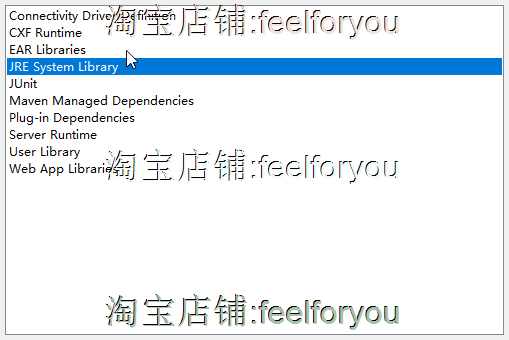 Connectivity Driver Definition
淘宝店铺:feelforyou
CXF Runtime
EAR Libraries
JRE System Library
JUnit
Maven Managed Dependencies
Plug-in Dependencies
Server Runtime
User Library
Web App Libraries
淘宝店铺:feelforyou
淘宝店铺:feelforyou